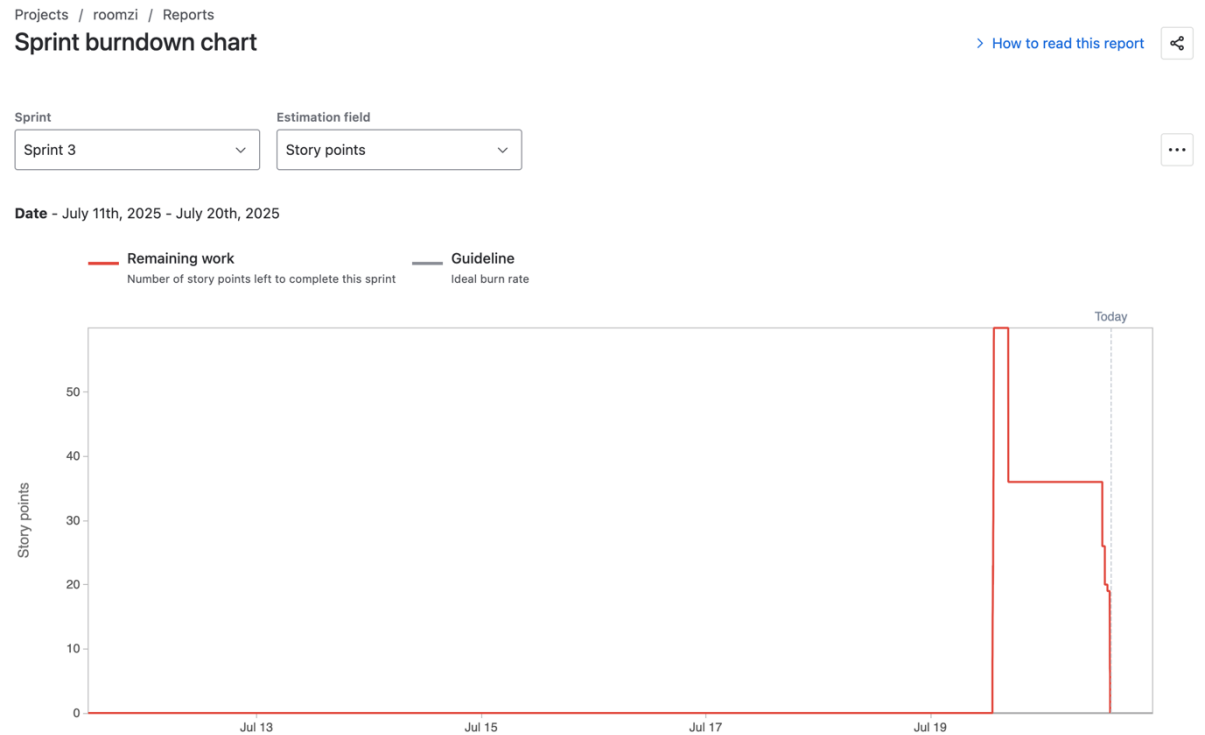 Projects / roomzi / Reports
Sprint burndown chart
How to read this report
Sprint
Estimation field
Sprint 3
Story points
Date - July 11th, 2025 - July 20th, 2025
Remaining work
Number of story points left to complete this sprint
Guideline
Ideal burn rate
Today
Story points
50
40
30
20
10
0
Jul 13
Jul 15
Jul 17
Jul 19